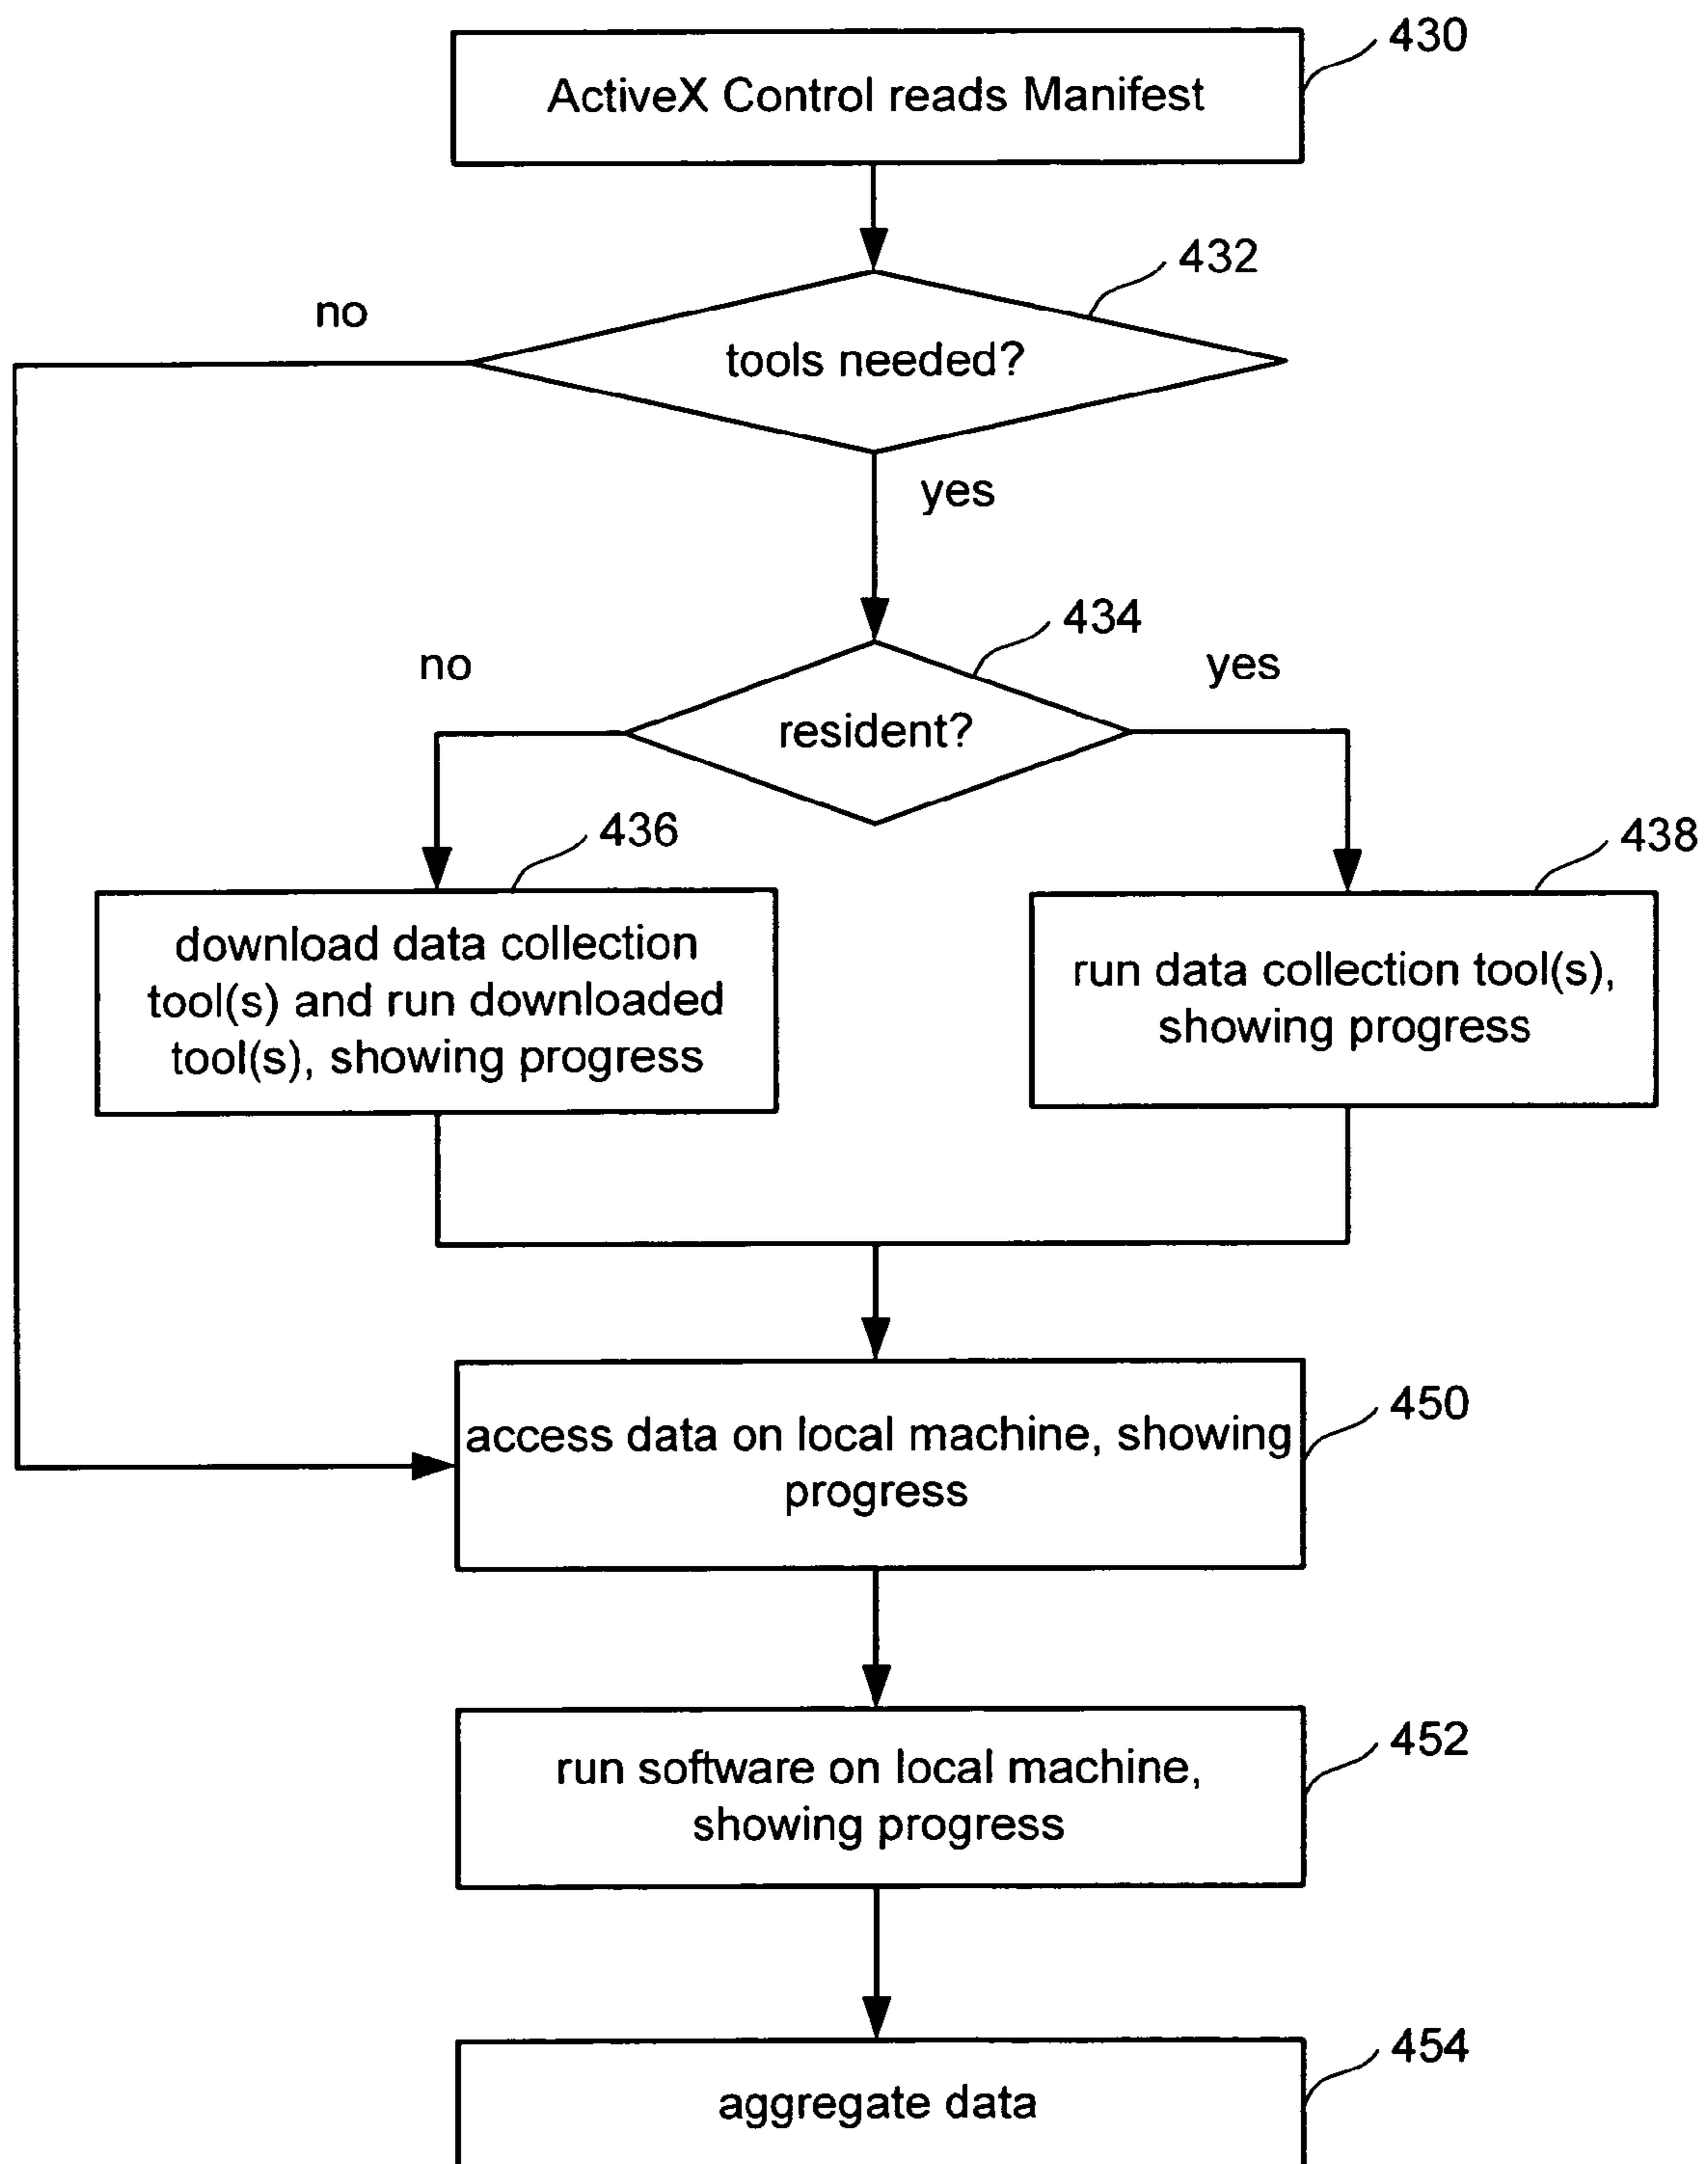 430
ActiveX Control reads Manifest
432
no
tools needed?
yes
434
no
yes
resident?
436
438
download data collection
tool(s) and run downloaded
tool(s), showing progress
run data collection tool(s),
showing progress
450
access data on local machine, showing
progress
452
run software on local machine,
showing progress
454
aggregate data